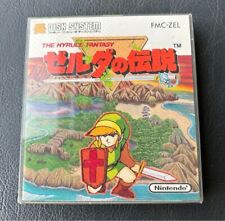 DISK SYSTEM
FMC-ZEL
THE HYRULE FANTASY
ゼルダの伝説
TM
Nintendo